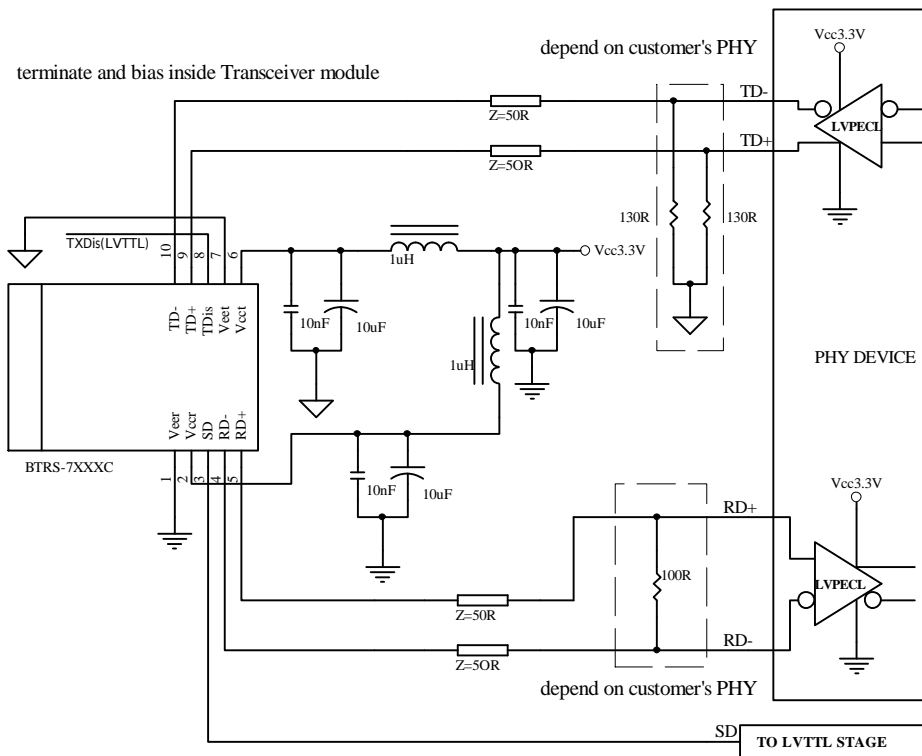 Vcc3.3V
depend on customer's PHY
terminate and bias inside Transceiver module
TD-
Z=50R
LVPECL
TD+
Z=5OR
130R
130R
TXDis(LVTTL)
10
9
8
7
6
1uH
Vcc3.3V
TD-
TD+
TDis
Veet
Vcct
10nF
10uF
10nF
10uF
1uH
PHY DEVICE
Veer
Vccr
SD
RD-
RD+
BTRS-7XXXC
1
2
3
4
5
10nF
10uF
Vcc3.3V
RD+
100R
LVPECL
Z=50R
RD-
Z=5OR
depend on customer's PHY
SD
TO LVTTL STAGE